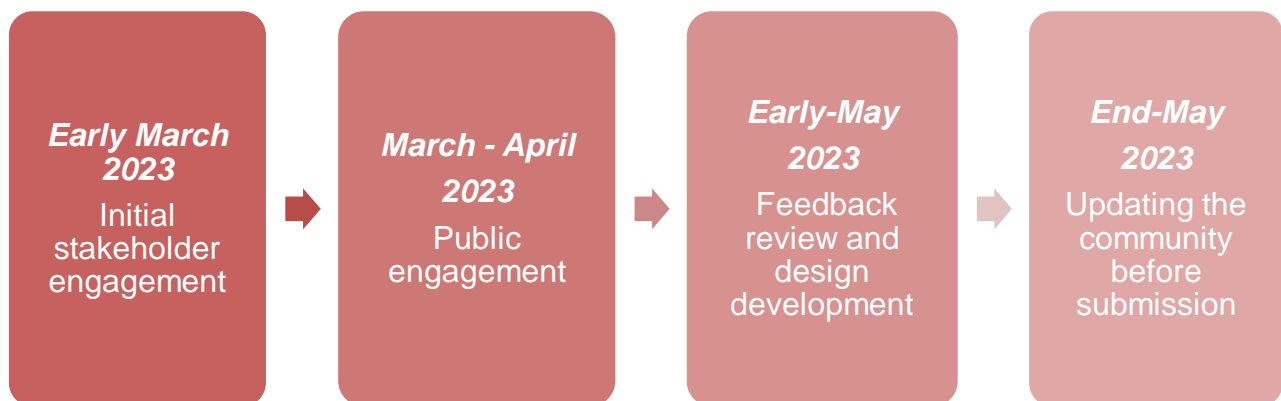 Early March
2023
Initial
stakeholder
engagement
March - April
2023
Public
engagement
Early-May
2023
Feedback
review and
design
development
End-May
2023
Updating the
community
before
submission